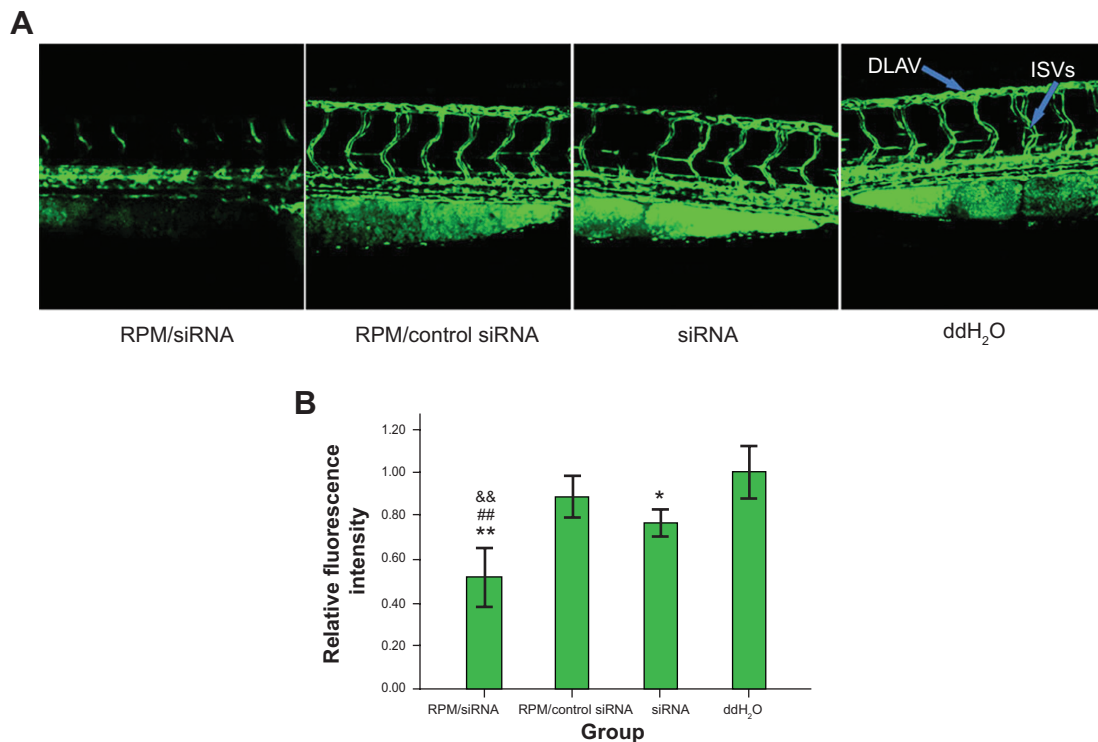 A
DLAV
ISVs
RPM/siRNA
RPM/control siRNA
siRNA
ddH₂O
B
Relative fluorescence
intensity
1.20
1.00
0.80
0.60
0.40
0.20
0.00
&&
##
**
*
RPM/siRNA
RPM/control siRNA
siRNA
ddH₂O
Group